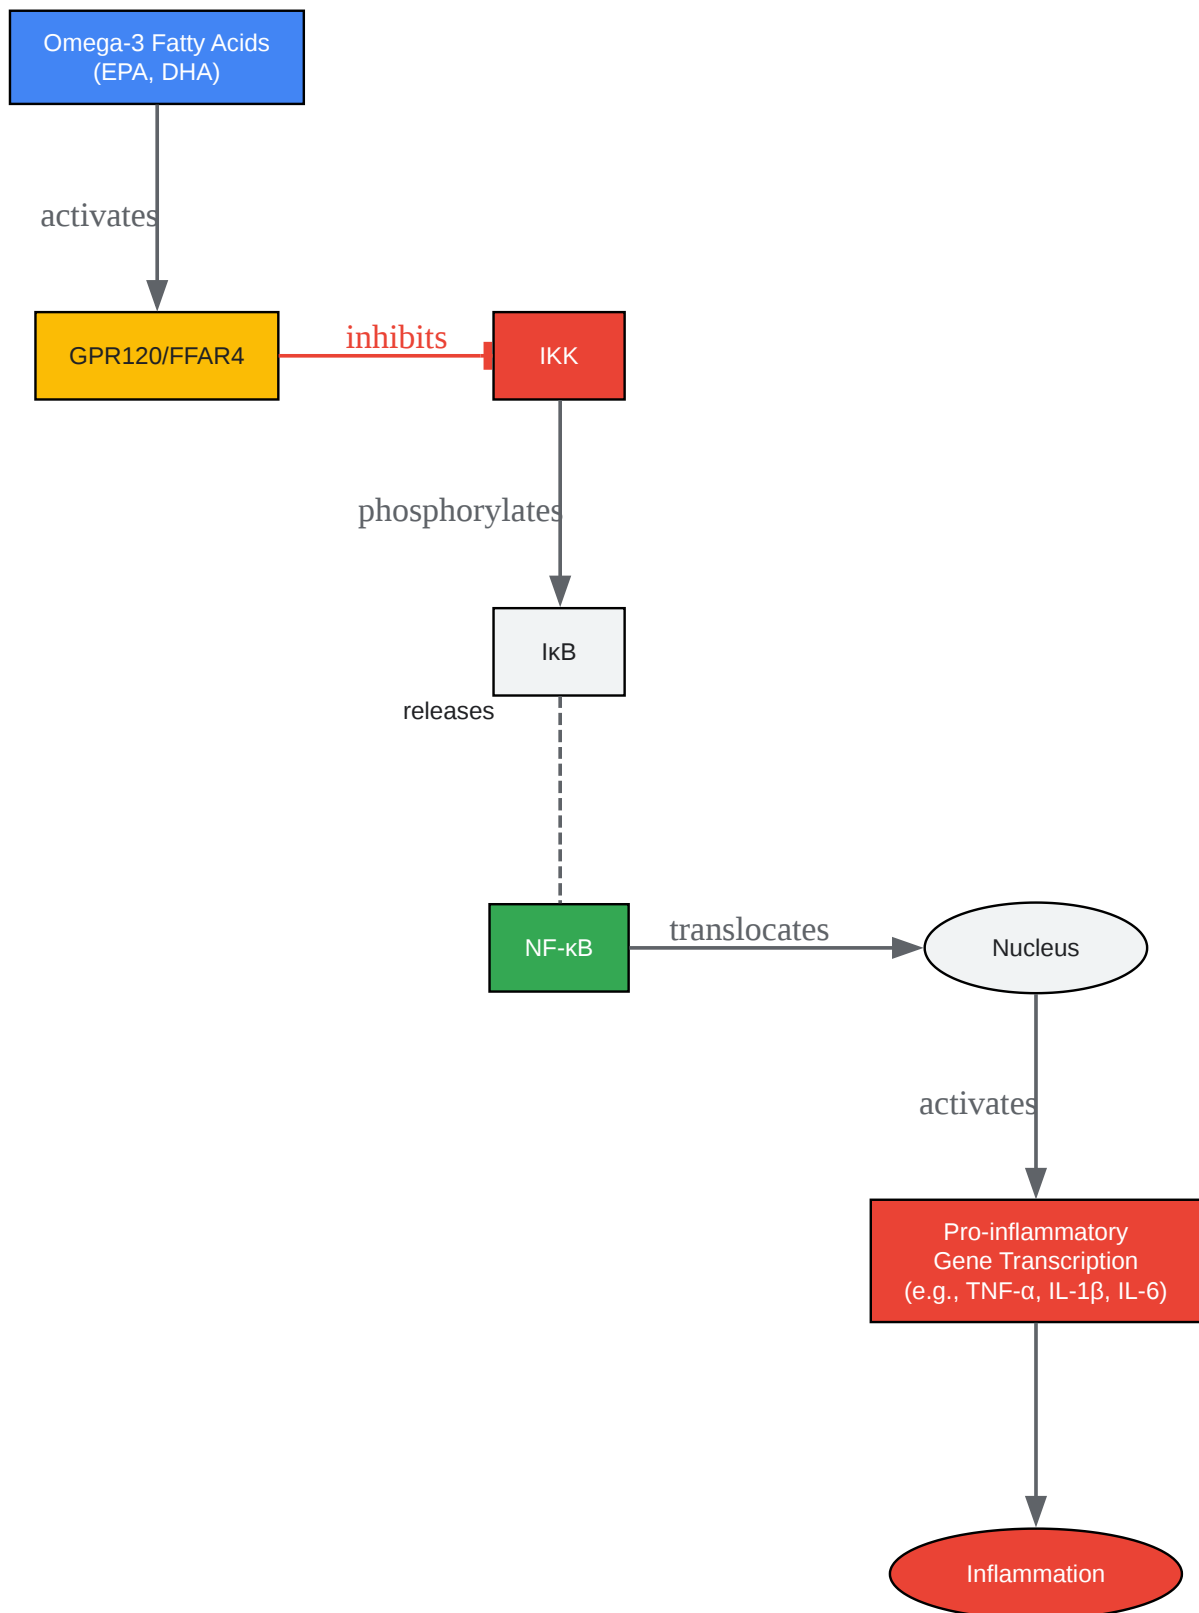 Omega-3 Fatty Acids
(EPA, DHA)
activates
GPR120/FFAR4
inhibits
IKK
phosphorylates
IκB
releases
NF-κB
translocates
Nucleus
activates
Pro-inflammatory
Gene Transcription
(e.g., TNF-α, IL-1β, IL-6)
Inflammation